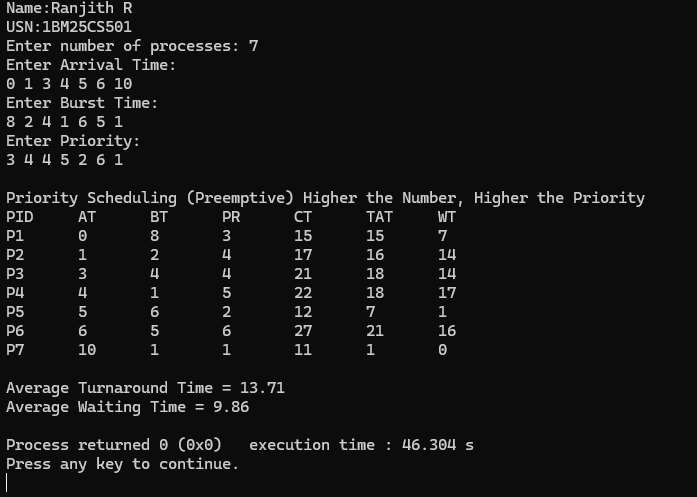 Name:Ranjith R
USN:1BM25CS501
Enter number of processes: 7
Enter Arrival Time:
0 1 3 4 5 6 10
Enter Burst Time:
8 2 4 1 6 5 1
Enter Priority:
3 4 4 5 2 6 1
Priority Scheduling (Preemptive) Higher the Number, Higher the Priority
PID AT BT PR CT TAT WT
P1 0 8 3 15 15 7
P2 1 2 4 17 16 14
P3 3 4 4 21 18 14
P4 4 1 5 22 18 17
P5 5 6 2 12 7 1
P6 6 5 6 27 21 16
P7 10 1 1 11 1 0
Average Turnaround Time = 13.71
Average Waiting Time = 9.86
Process returned 0 (0x0) execution time : 46.304 s
Press any key to continue.